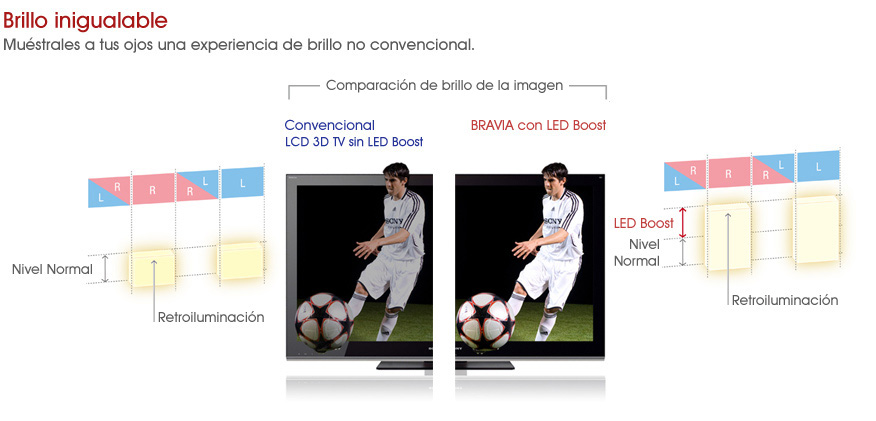 Brillo inigualable
Muéstrales a tus ojos una experiencia de brillo no convencional.
Comparación de brillo de la imagen
Convencional
LCD 3D TV sin LED Boost
BRAVIA con LED Boost
L R R R L L
L R R R L L
SONY
SONY
LED Boost
Nivel Normal
Nivel
Normal
Retroiluminación
Retroiluminación